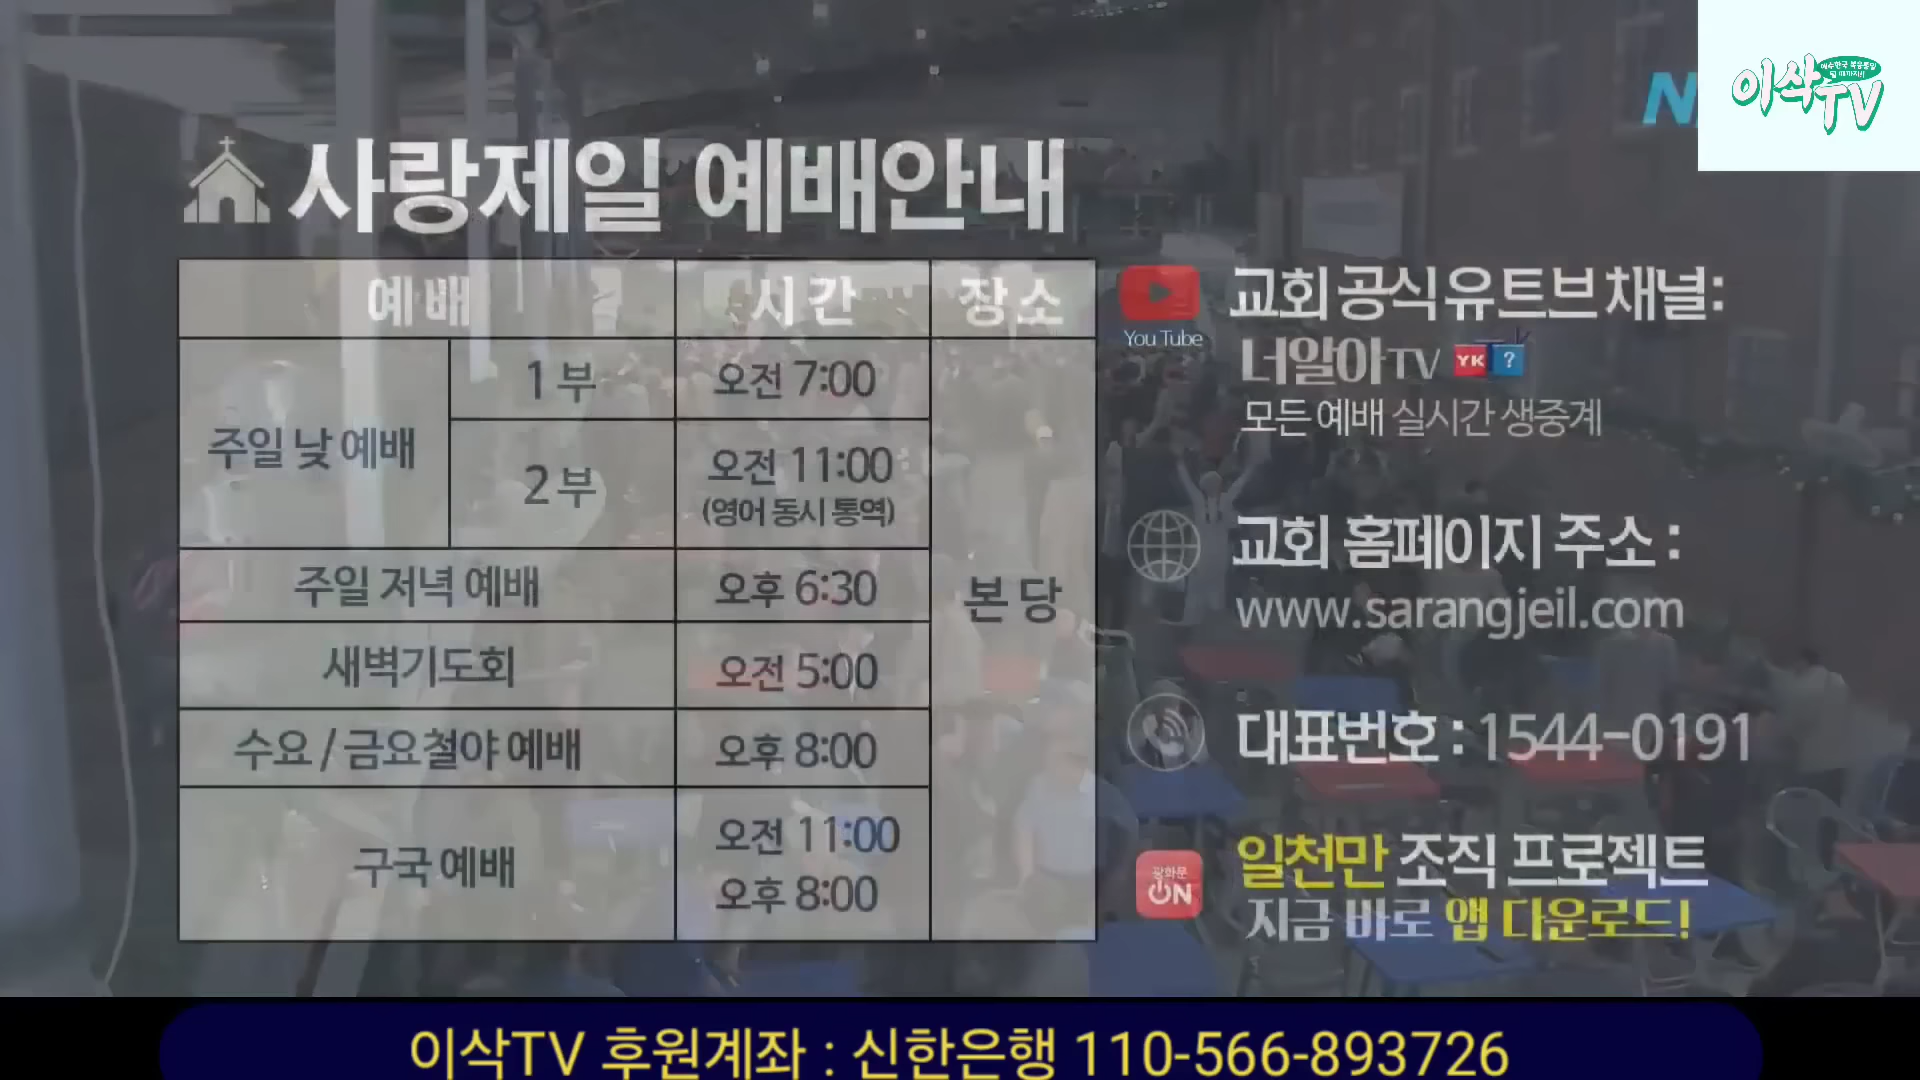 이삭TV
사랑제일 예배안내
예배 시간 장소
주일 낮 예배
1부 오전 7:00
2부 오전 11:00
(영어 동시 통역)
주일 저녁 예배 오후 6:30
본당
새벽기도회 오전 5:00
수요 / 금요철야 예배 오후 8:00
구국 예배 오전 11:00
오후 8:00
You Tube
교회 공식 유트브 채널:
너알아TV YK ?
모든 예배 실시간 생중계
교회 홈페이지 주소 :
www.sarangjeil.com
대표번호 : 1544-0191
광화문
ON
일천만 조직 프로젝트
지금 바로 앱 다운로드!
이삭TV 후원계좌 : 신한은행 110-566-893726